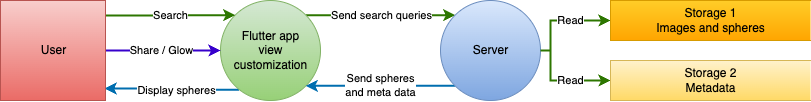 User
Search
Share / Glow
Display spheres
Flutter app
view
customization
Send search queries
Send spheres
and meta data
Server
Read
Read
Storage 1
Images and spheres
Storage 2
Metadata